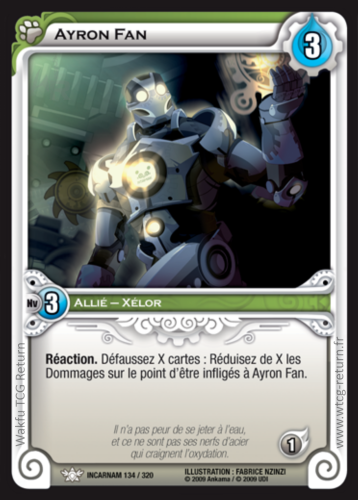 Ayron Fan
3
Nv 3
Allié – Xélor
Réaction. Défaussez X cartes : Réduisez de X les
Dommages sur le point d'être infligés à Ayron Fan.
Il n'a pas peur de se jeter à l'eau,
et ce ne sont pas ses nerfs d'acier
qui craignent l'oxydation.
1
INCARNAM 134 / 320
ILLUSTRATION : FABRICE NZINZI
© 2009 Ankama / © 2009 UDI
Wakfu TCG Return
www.wtcg-return.fr